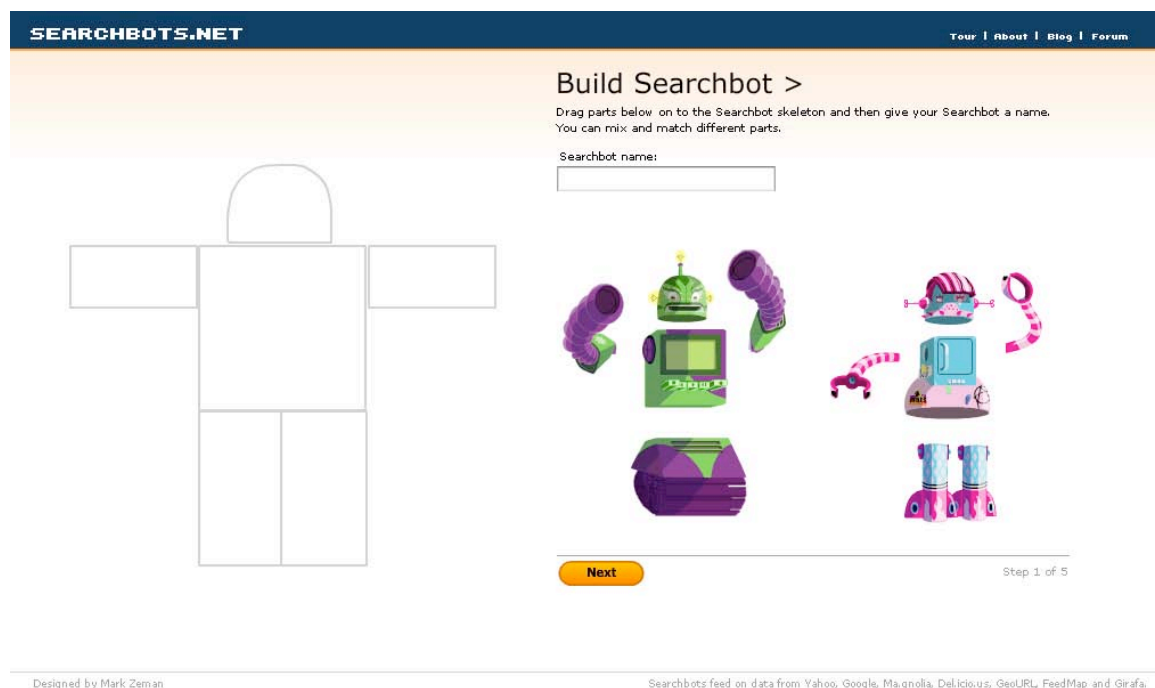 SEARCHBOTS.NET
Tour | About | Blog | Forum
Build Searchbot >
Drag parts below on to the Searchbot skeleton and then give your Searchbot a name.
You can mix and match different parts.
Searchbot name:
Next
Step 1 of 5
Designed by Mark Zeman
Searchbots feed on data from Yahoo, Google, Ma.gnolia, Del.icio.us, GeoURL, FeedMap and Girafa.